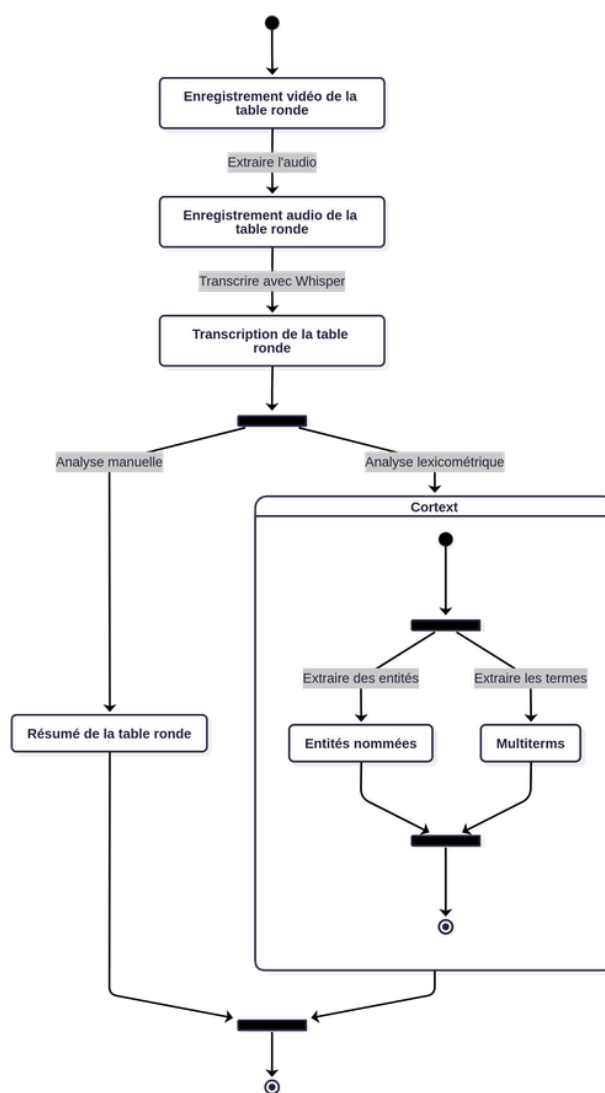 Enregistrement vidéo de la
table ronde
Extraire l'audio
Enregistrement audio de la
table ronde
Transcrire avec Whisper
Transcription de la table
ronde
Analyse manuelle
Analyse lexicométrique
Cortext
Extraire des entités
Extraire les termes
Résumé de la table ronde
Entités nommées
Multiterms